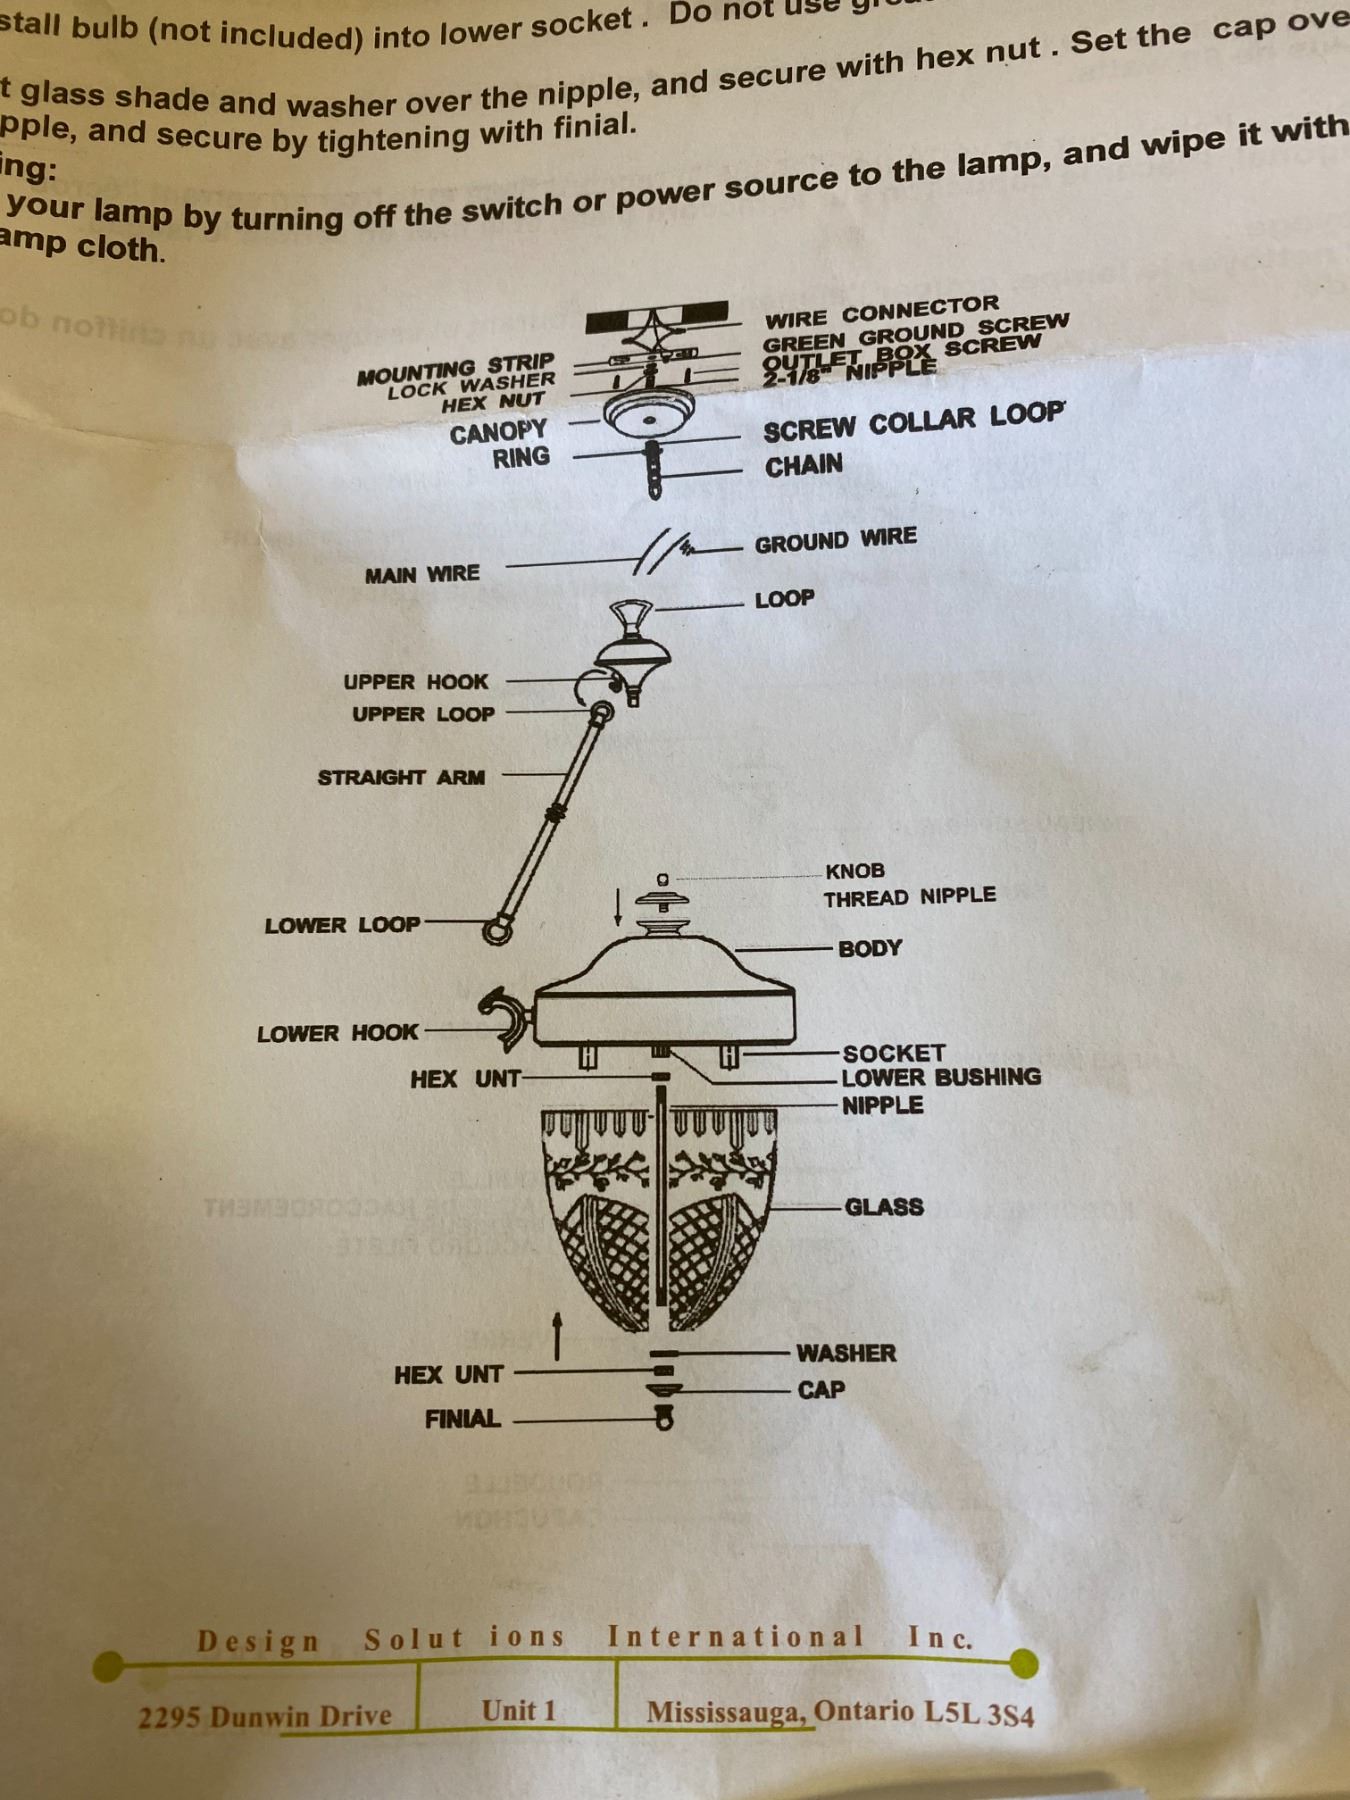 stall bulb (not included) into lower socket. Do not use
t glass shade and washer over the nipple, and secure with hex nut. Set the cap ove
pple, and secure by tightening with finial.
ing:
your lamp by turning off the switch or power source to the lamp, and wipe it with
amp cloth.
WIRE CONNECTOR
GREEN GROUND SCREW
OUTLET BOX SCREW
2-1/8" NIPPLE
MOUNTING STRIP
LOCK WASHER
HEX NUT
CANOPY
RING
SCREW COLLAR LOOP
CHAIN
GROUND WIRE
MAIN WIRE
LOOP
UPPER HOOK
UPPER LOOP
STRAIGHT ARM
KNOB
THREAD NIPPLE
LOWER LOOP
BODY
LOWER HOOK
SOCKET
HEX UNT
LOWER BUSHING
NIPPLE
GLASS
WASHER
HEX UNT
CAP
FINIAL
Design Solut ions International Inc.
2295 Dunwin Drive Unit 1 Mississauga, Ontario L5L 3S4